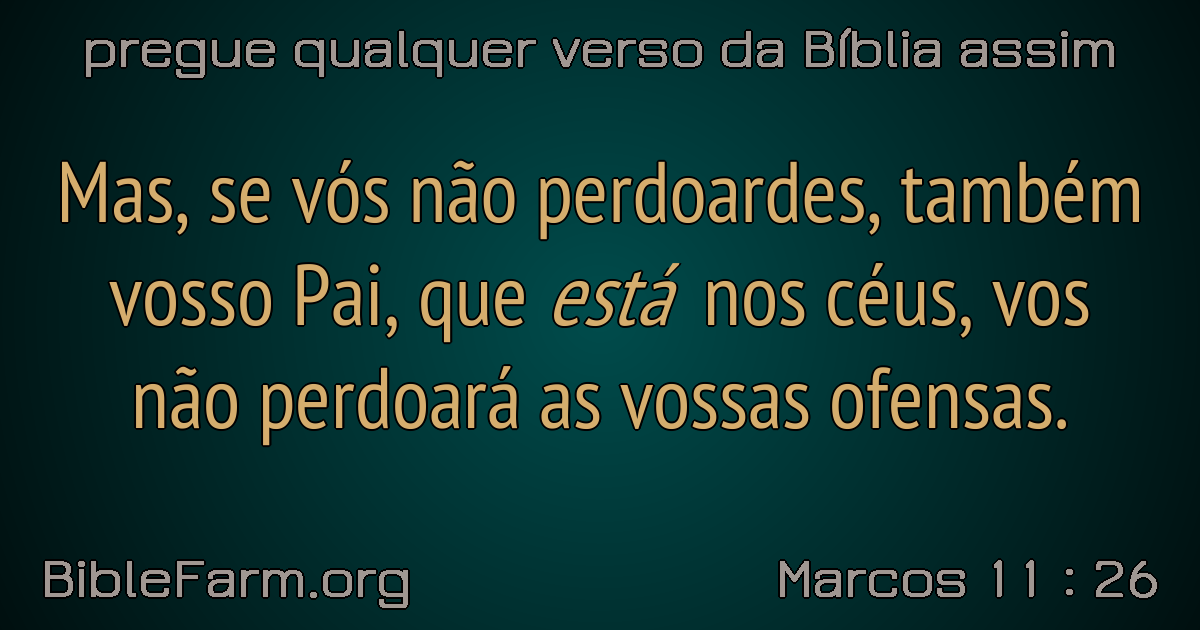 pregue qualquer verso da Bíblia assim
Mas, se vós não perdoardes, também
vosso Pai, que está nos céus, vos
não perdoará as vossas ofensas.
BibleFarm.org
Marcos 11 : 26